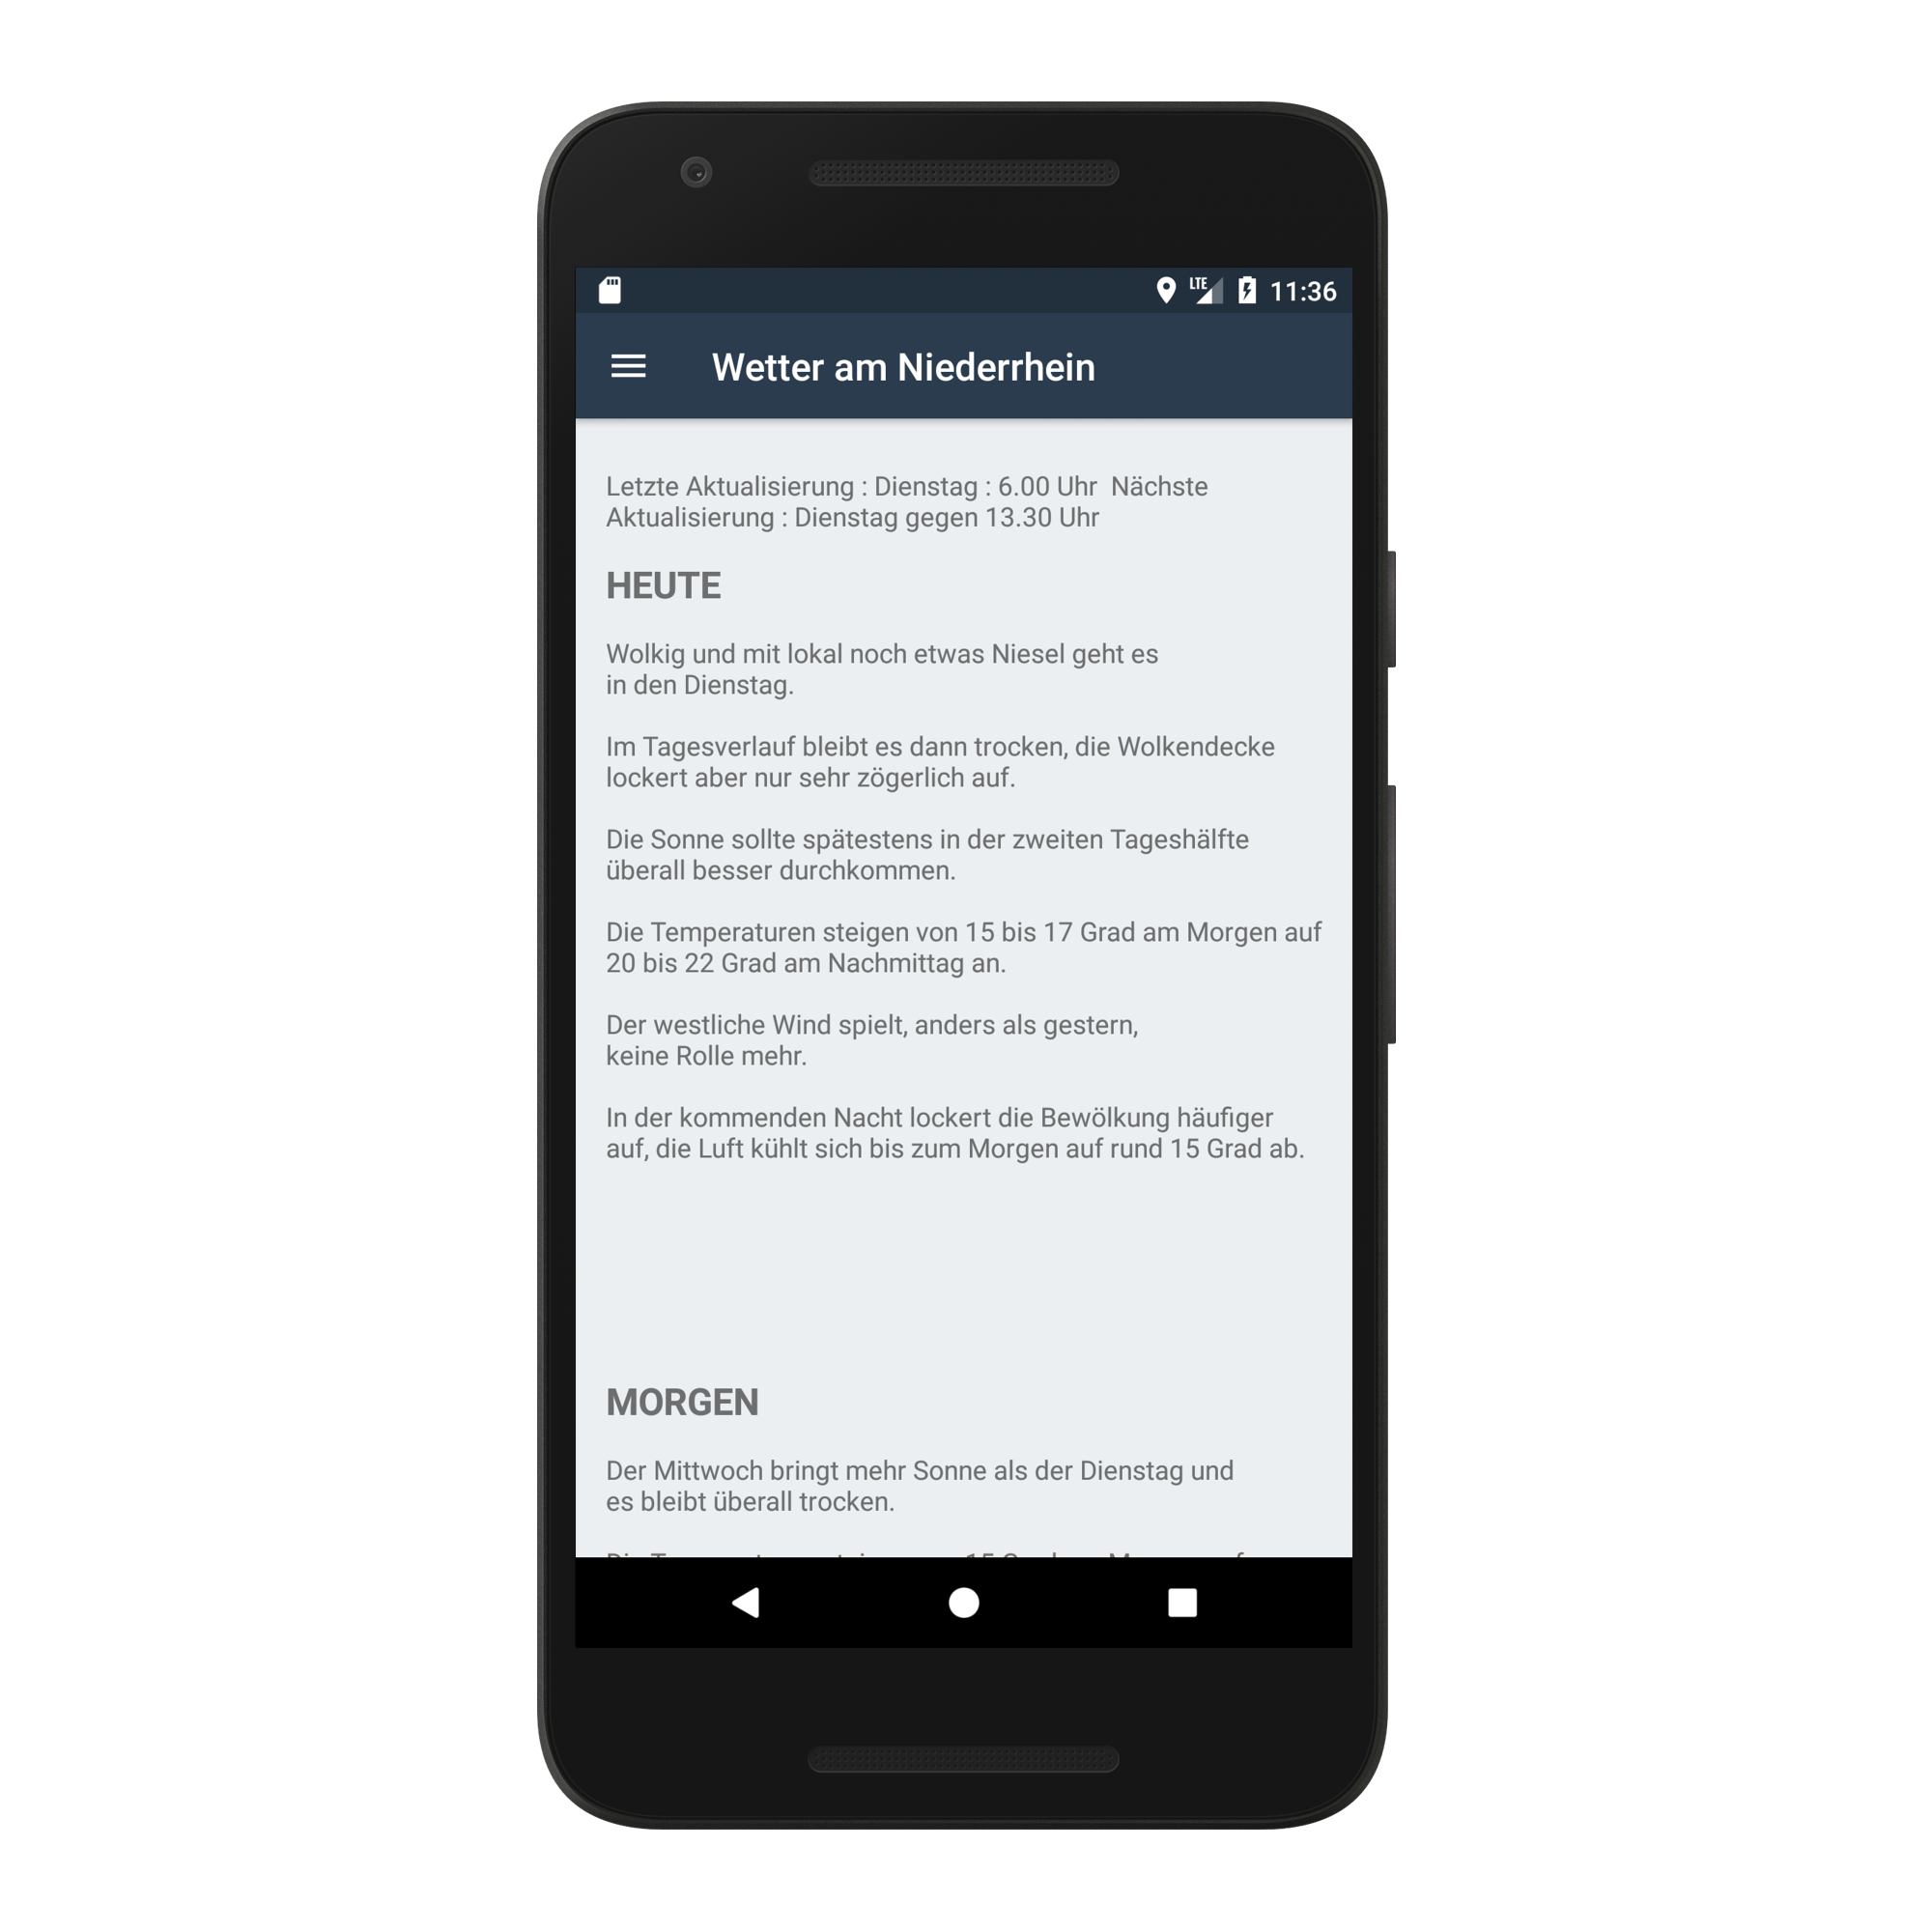 LTE 11:36
Wetter am Niederrhein
Letzte Aktualisierung : Dienstag : 6.00 Uhr  Nächste
Aktualisierung : Dienstag gegen 13.30 Uhr
HEUTE
Wolkig und mit lokal noch etwas Niesel geht es
in den Dienstag.
Im Tagesverlauf bleibt es dann trocken, die Wolkendecke
lockert aber nur sehr zögerlich auf.
Die Sonne sollte spätestens in der zweiten Tageshälfte
überall besser durchkommen.
Die Temperaturen steigen von 15 bis 17 Grad am Morgen auf
20 bis 22 Grad am Nachmittag an.
Der westliche Wind spielt, anders als gestern,
keine Rolle mehr.
In der kommenden Nacht lockert die Bewölkung häufiger
auf, die Luft kühlt sich bis zum Morgen auf rund 15 Grad ab.
MORGEN
Der Mittwoch bringt mehr Sonne als der Dienstag und
es bleibt überall trocken.